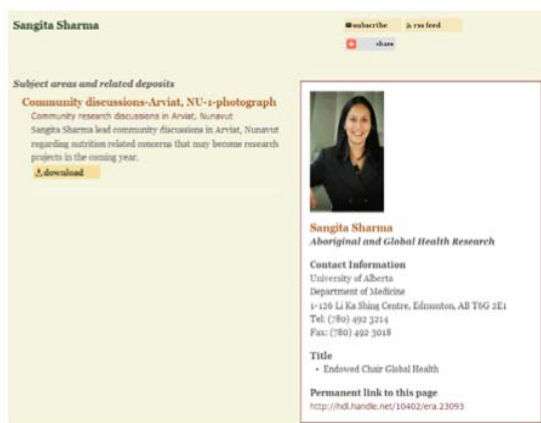 Sangita Sharma
subscribe
rss feed
share
Subject areas and related deposits
Community discussions-Arviat, NU-1-photograph
Community research discussions in Arviat, Nunavut
Sangita Sharma lead community discussions in Arviat, Nunavut
regarding nutrition related concerns that may become research
projects in the coming year.
download
Sangita Sharma
Aboriginal and Global Health Research
Contact Information
University of Alberta
Department of Medicine
1-126 Li Ka Shing Centre, Edmonton, AB T6G 2E1
Tel: (780) 492 3214
Fax: (780) 492 3018
Title
• Endowed Chair Global Health
Permanent link to this page
http://hdl.handle.net/10402/era.23093